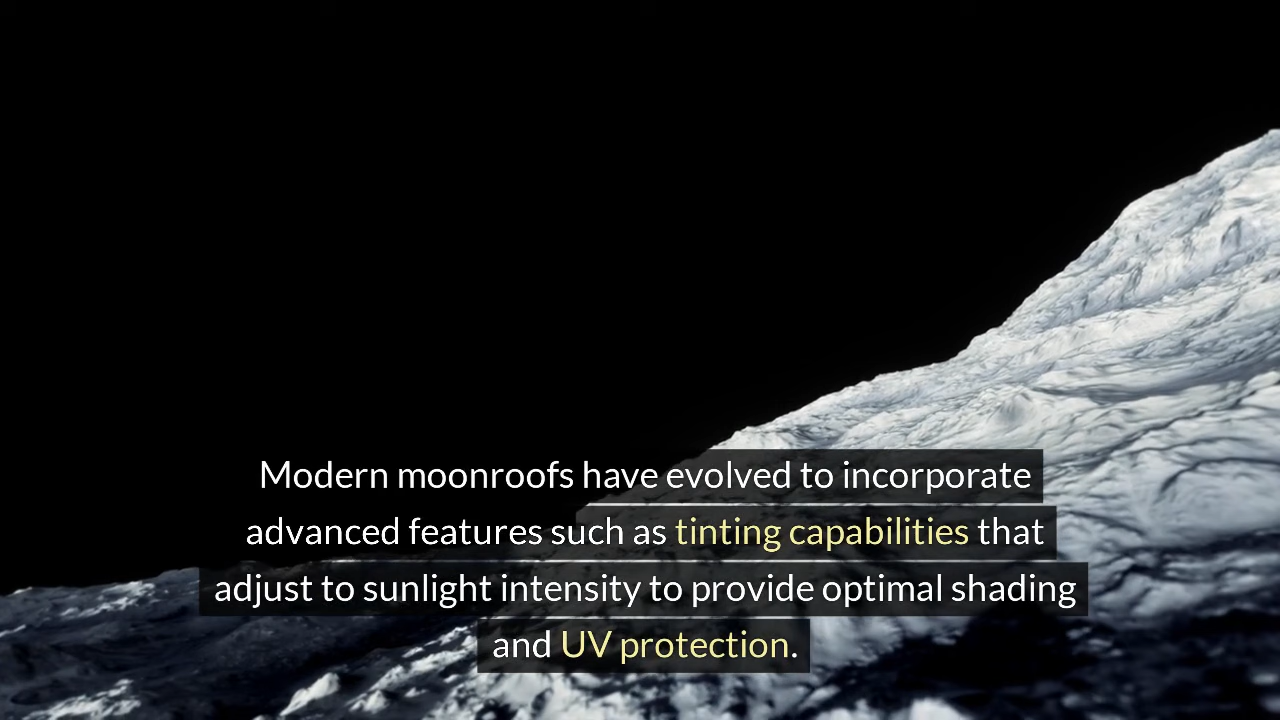 Modern moonroofs have evolved to incorporate
advanced features such as tinting capabilities that
adjust to sunlight intensity to provide optimal shading
and UV protection.